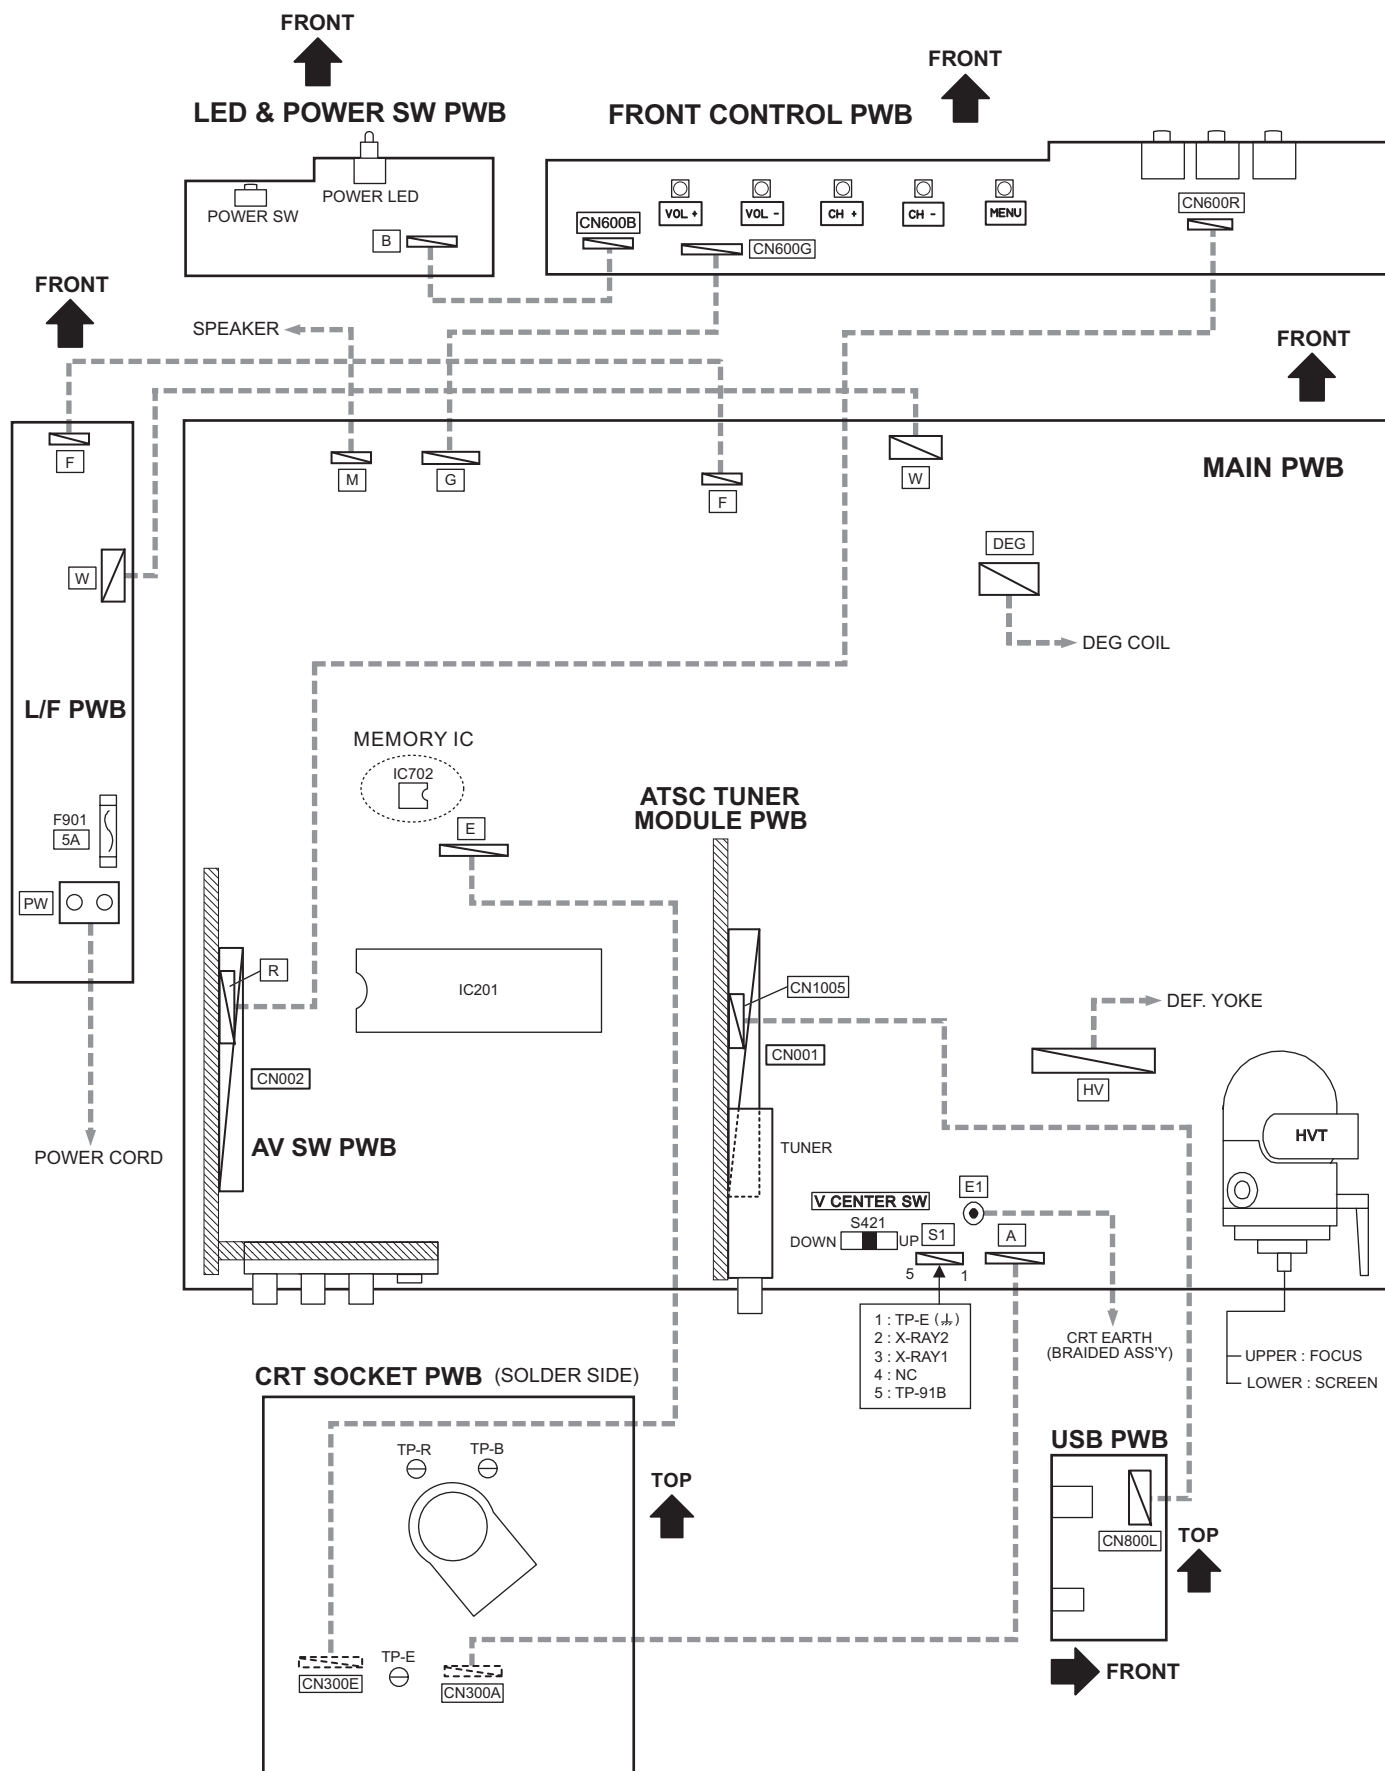 FRONT
FRONT
LED & POWER SW PWB
FRONT CONTROL PWB
POWER SW
POWER LED
B
CN600B
VOL +
VOL -
CH +
CH -
MENU
CN600R
CN600G
FRONT
SPEAKER
FRONT
F
M
G
F
W
MAIN PWB
W
DEG
DEG COIL
L/F PWB
MEMORY IC
IC702
F901
5A
E
ATSC TUNER
MODULE PWB
PW
R
IC201
CN1005
DEF. YOKE
CN002
CN001
HV
HVT
POWER CORD
AV SW PWB
TUNER
V CENTER SW
E1
S421
DOWN
UP
S1
A
5
1
1 : TP-E ( )
2 : X-RAY2
3 : X-RAY1
4 : NC
5 : TP-91B
CRT EARTH
(BRAIDED ASS'Y)
UPPER : FOCUS
LOWER : SCREEN
CRT SOCKET PWB (SOLDER SIDE)
USB PWB
TP-R
TP-B
TOP
CN800L
TOP
TP-E
CN300E
CN300A
FRONT